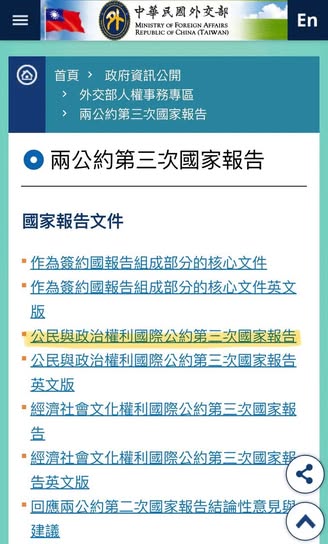 中華民國外交部
MINISTRY OF FOREIGN AFFAIRS
REPUBLIC OF CHINA (TAIWAN)
En
首頁 > 政府資訊公開
> 外交部人權事務專區
> 兩公約第三次國家報告
兩公約第三次國家報告
國家報告文件
作為簽約國報告組成部分的核心文件
作為簽約國報告組成部分的核心文件英文
版
公民與政治權利國際公約第三次國家報告
公民與政治權利國際公約第三次國家報告
英文版
經濟社會文化權利國際公約第三次國家報
告
經濟社會文化權利國際公約第三次國家報
告英文版
回應兩公約第二次國家報告結論性意見與
建議